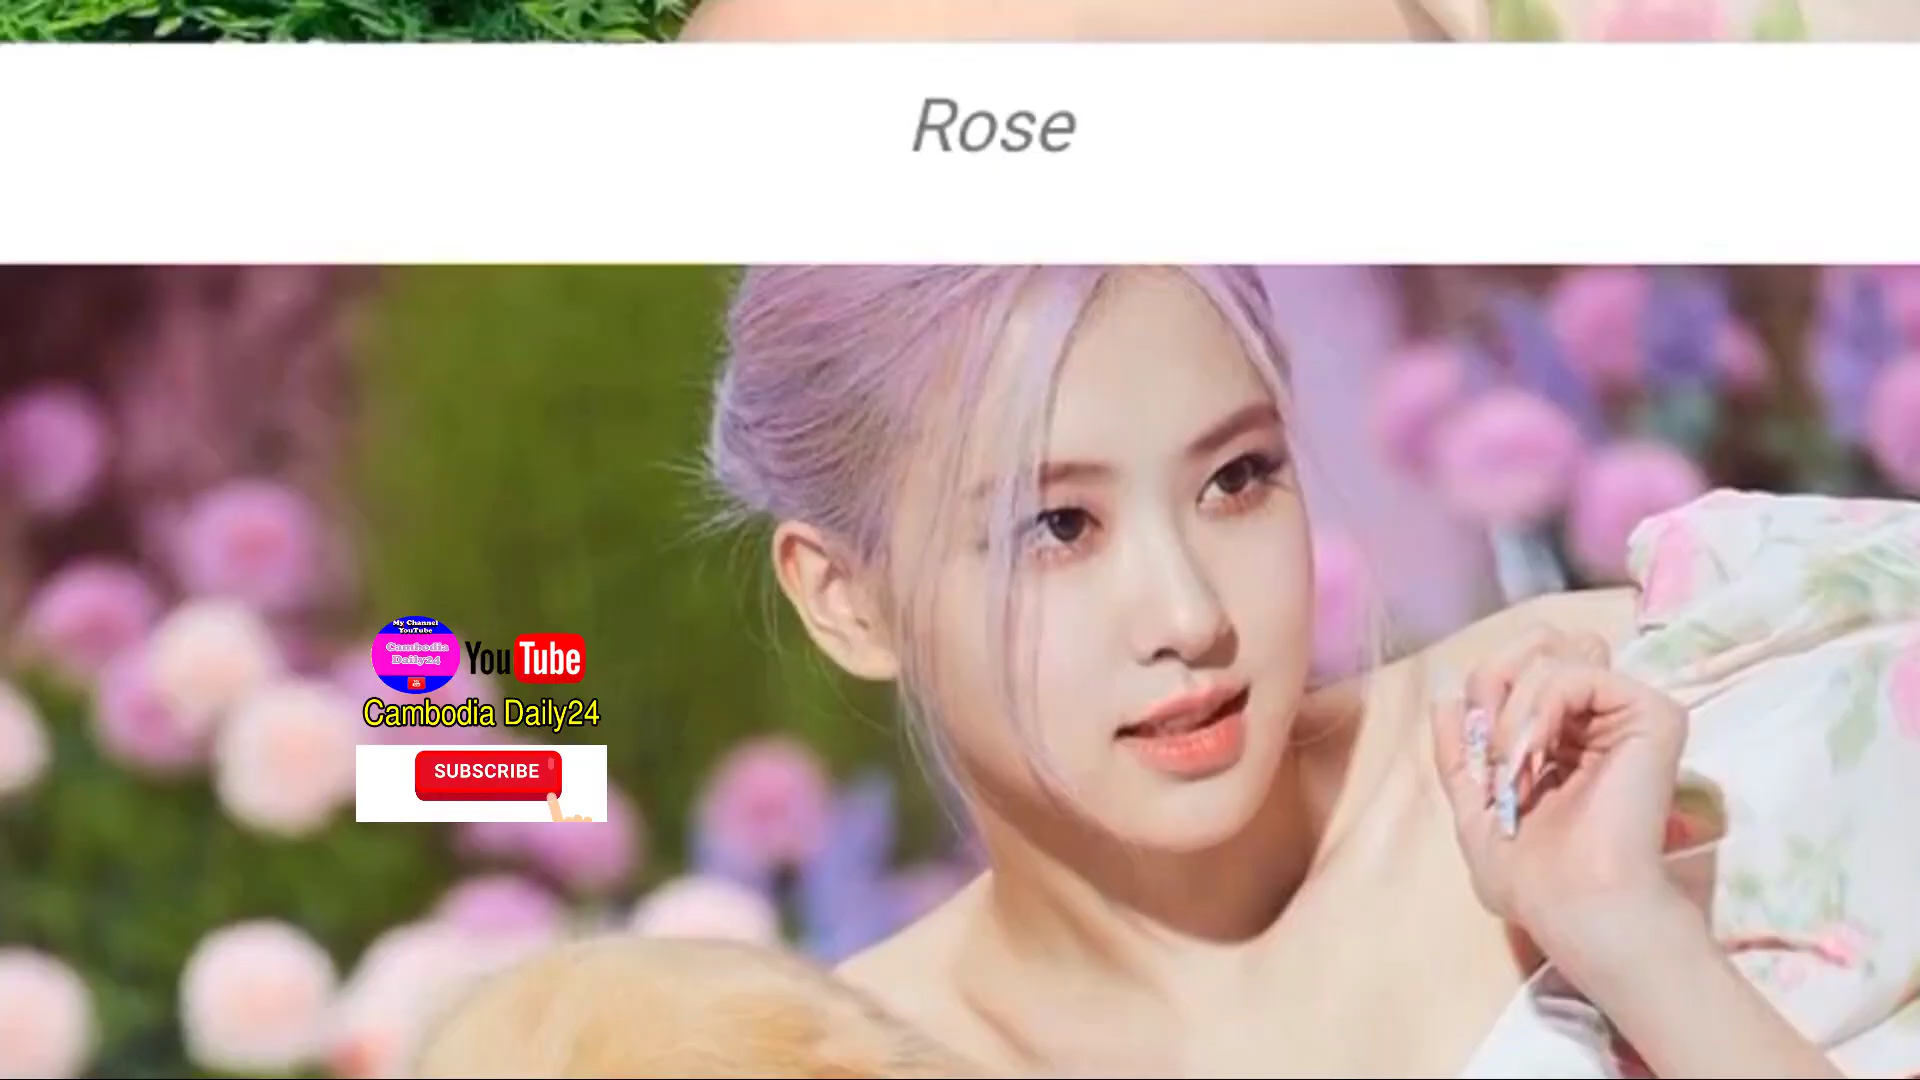 Rose
My Channel
YouTube
Cambodia
Daily24
YouTube
Cambodia Daily24
SUBSCRIBE